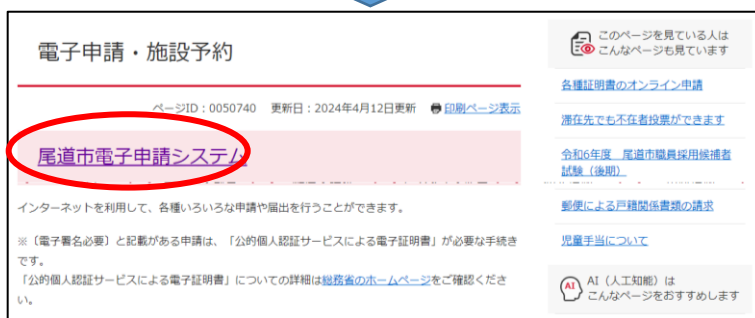 電子申請・施設予約
ページID：0050740　更新日：2024年4月12日更新　印刷ページ表示
尾道市電子申請システム
インターネットを利用して、各種いろいろな申請や届出を行うことができます。
※〔電子署名必要〕と記載がある申請は、「公的個人認証サービスによる電子証明書」が必要な手続き
です。
「公的個人認証サービスによる電子証明書」についての詳細は総務省のホームページをご確認くださ
い。
このページを見ている人は
こんなページも見ています
各種証明書のオンライン申請
滞在先でも不在者投票ができます
令和6年度　尾道市職員採用候補者
試験（後期）
郵便による戸籍関係書類の請求
児童手当について
AI
AI（人工知能）は
こんなページをおすすめします